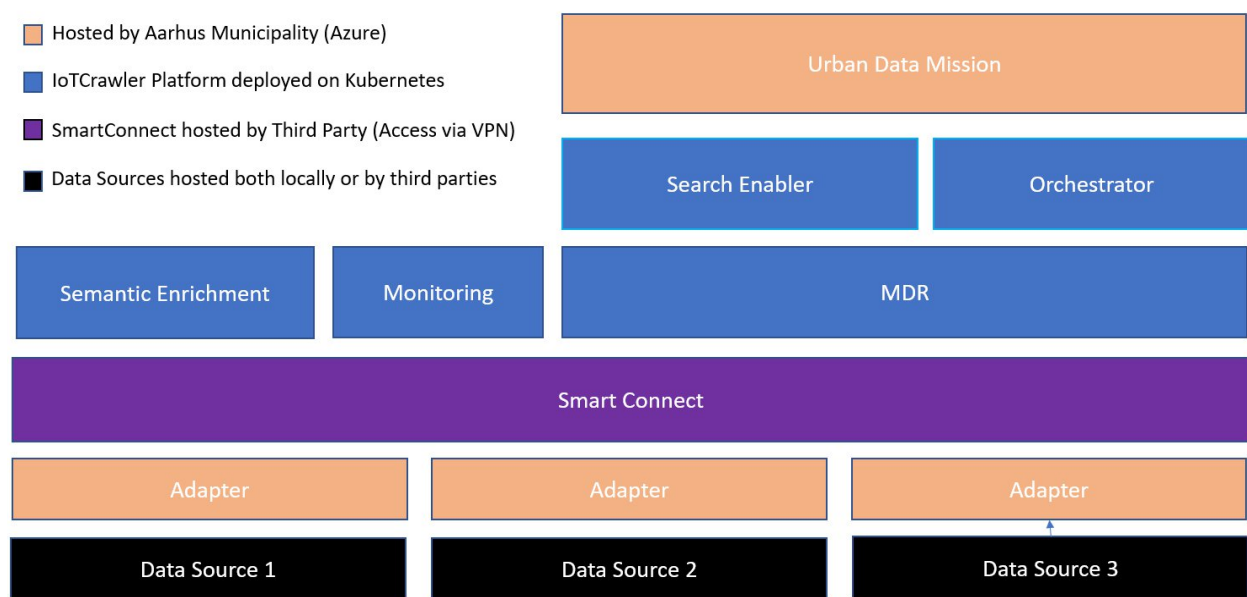 Hosted by Aarhus Municipality (Azure)
IoTCrawler Platform deployed on Kubernetes
SmartConnect hosted by Third Party (Access via VPN)
Data Sources hosted both locally or by third parties
Urban Data Mission
Search Enabler
Orchestrator
Semantic Enrichment
Monitoring
MDR
Smart Connect
Adapter
Adapter
Adapter
Data Source 1
Data Source 2
Data Source 3